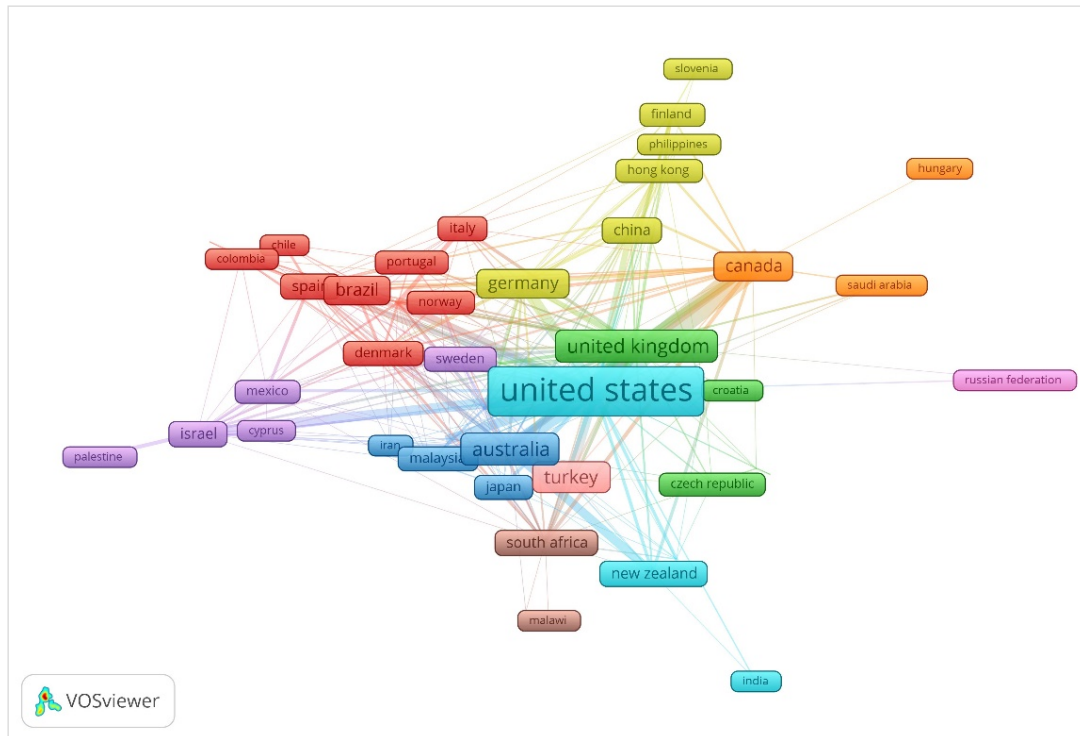 slovenia
finland
philippines
hong kong
hungary
china
italy
chile
colombia
portugal
canada
spain
brazil
germany
saudi arabia
norway
united kingdom
denmark
sweden
russian federation
mexico
united states
croatia
israel
cyprus
iran
australia
palestine
malaysia
turkey
japan
czech republic
south africa
new zealand
malawi
india
VOSviewer